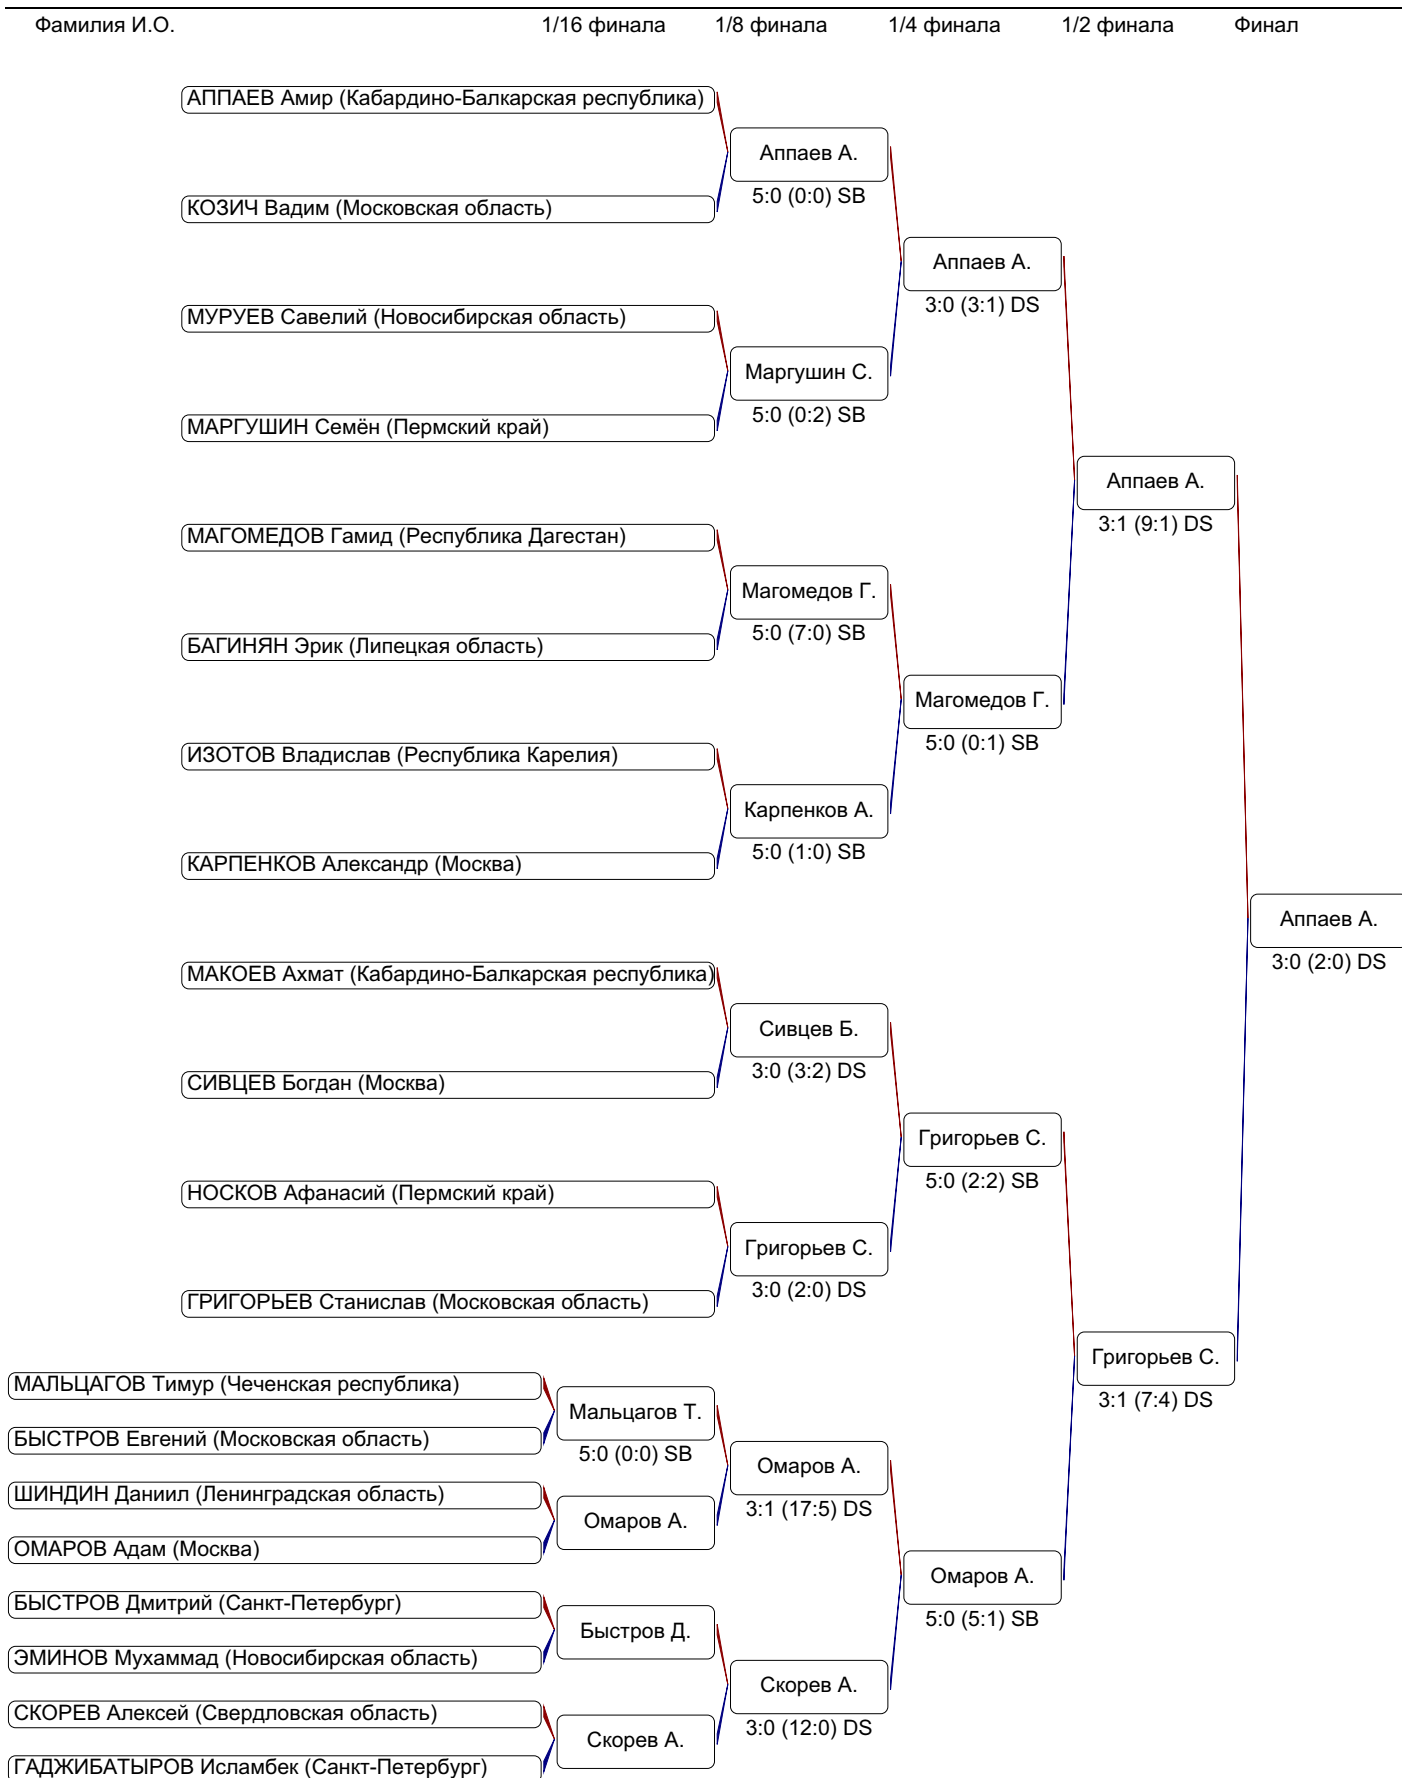 Фамилия И.О. 1/16 финала 1/8 финала 1/4 финала 1/2 финала Финал
АППАЕВ Амир (Кабардино-Балкарская республика)
Аппаев А.
5:0 (0:0) SB
КОЗИЧ Вадим (Московская область)
Аппаев А.
3:0 (3:1) DS
МУРУЕВ Савелий (Новосибирская область)
Маргушин С.
5:0 (0:2) SB
МАРГУШИН Семён (Пермский край)
Аппаев А.
3:1 (9:1) DS
МАГОМЕДОВ Гамид (Республика Дагестан)
Магомедов Г.
5:0 (7:0) SB
БАГИНЯН Эрик (Липецкая область)
Магомедов Г.
5:0 (0:1) SB
ИЗОТОВ Владислав (Республика Карелия)
Карпенков А.
5:0 (1:0) SB
КАРПЕНКОВ Александр (Москва)
Аппаев А.
3:0 (2:0) DS
МАКОЕВ Ахмат (Кабардино-Балкарская республика)
Сивцев Б.
3:0 (3:2) DS
СИВЦЕВ Богдан (Москва)
Григорьев С.
5:0 (2:2) SB
НОСКОВ Афанасий (Пермский край)
Григорьев С.
3:0 (2:0) DS
ГРИГОРЬЕВ Станислав (Московская область)
Григорьев С.
3:1 (7:4) DS
МАЛЬЦАГОВ Тимур (Чеченская республика)
Мальцагов Т.
5:0 (0:0) SB
БЫСТРОВ Евгений (Московская область)
Омаров А.
3:1 (17:5) DS
ШИНДИН Даниил (Ленинградская область)
Омаров А.
ОМАРОВ Адам (Москва)
Омаров А.
5:0 (5:1) SB
БЫСТРОВ Дмитрий (Санкт-Петербург)
Быстров Д.
ЭМИНОВ Мухаммад (Новосибирская область)
Скорев А.
3:0 (12:0) DS
СКОРЕВ Алексей (Свердловская область)
Скорев А.
ГАДЖИБАТЫРОВ Исламбек (Санкт-Петербург)